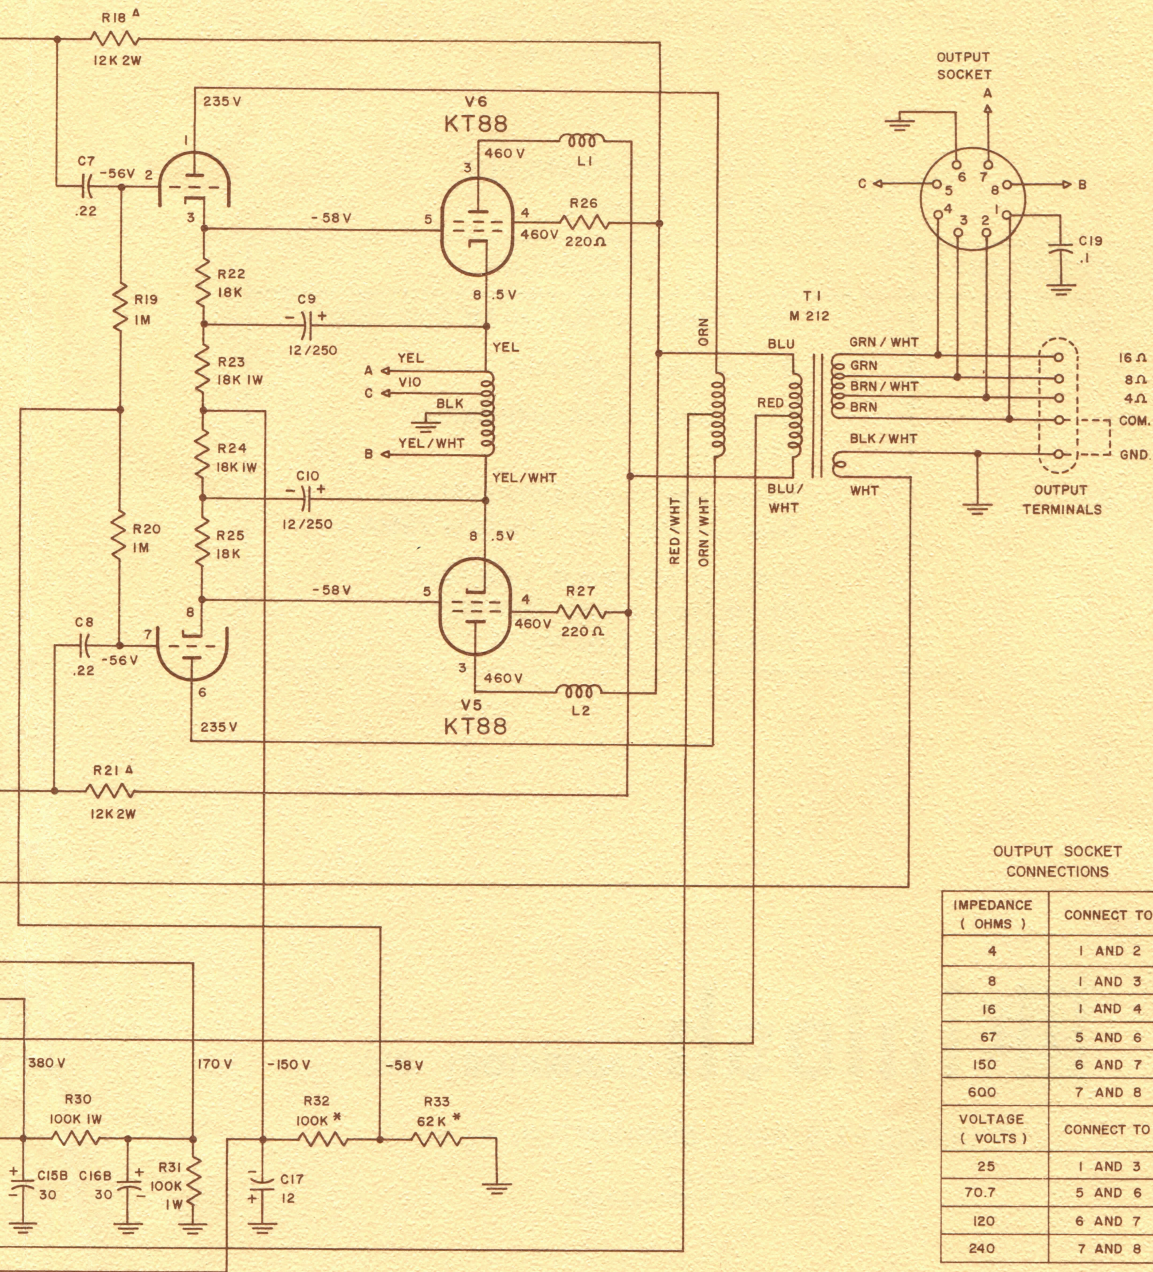 R18 Δ
12K 2W
235V
V6
KT88
OUTPUT
SOCKET
A
1
C7
-56V
2
.22
3
-58V
3
460V
L1
5
4
460V
R26
220Ω
6
7
C
5
8
B
4
3
2
1
C19
.1
R22
18K
8
.5V
R19
1M
C9
-
+
12/250
T1
M 212
R23
18K 1W
A
YEL
YEL
C
VIO
BLK
B
YEL/WHT
YEL/WHT
ORN
BLU
RED
GRN/WHT
GRN
BRN/WHT
BRN
BLK/WHT
WHT
16Ω
8Ω
4Ω
COM.
GND.
OUTPUT
TERMINALS
R24
18K 1W
C10
-
+
12/250
BLU/
WHT
RED/WHT
ORN/WHT
R20
1M
R25
18K
8
.5V
8
-58V
5
4
460V
R27
220Ω
C8
.22
-56V
7
6
3
460V
L2
235V
V5
KT88
R21 Δ
12K 2W
380V
170V
-150V
-58V
R30
100K 1W
R32
100K *
R33
62K *
+
-
C15B
30
C16B
30
+
-
R31
100K
1W
-
+
C17
12
OUTPUT SOCKET
CONNECTIONS
IMPEDANCE
( OHMS )
CONNECT TO
4 1 AND 2
8 1 AND 3
16 1 AND 4
67 5 AND 6
150 6 AND 7
600 7 AND 8
VOLTAGE
( VOLTS )
CONNECT TO
25 1 AND 3
70.7 5 AND 6
120 6 AND 7
240 7 AND 8